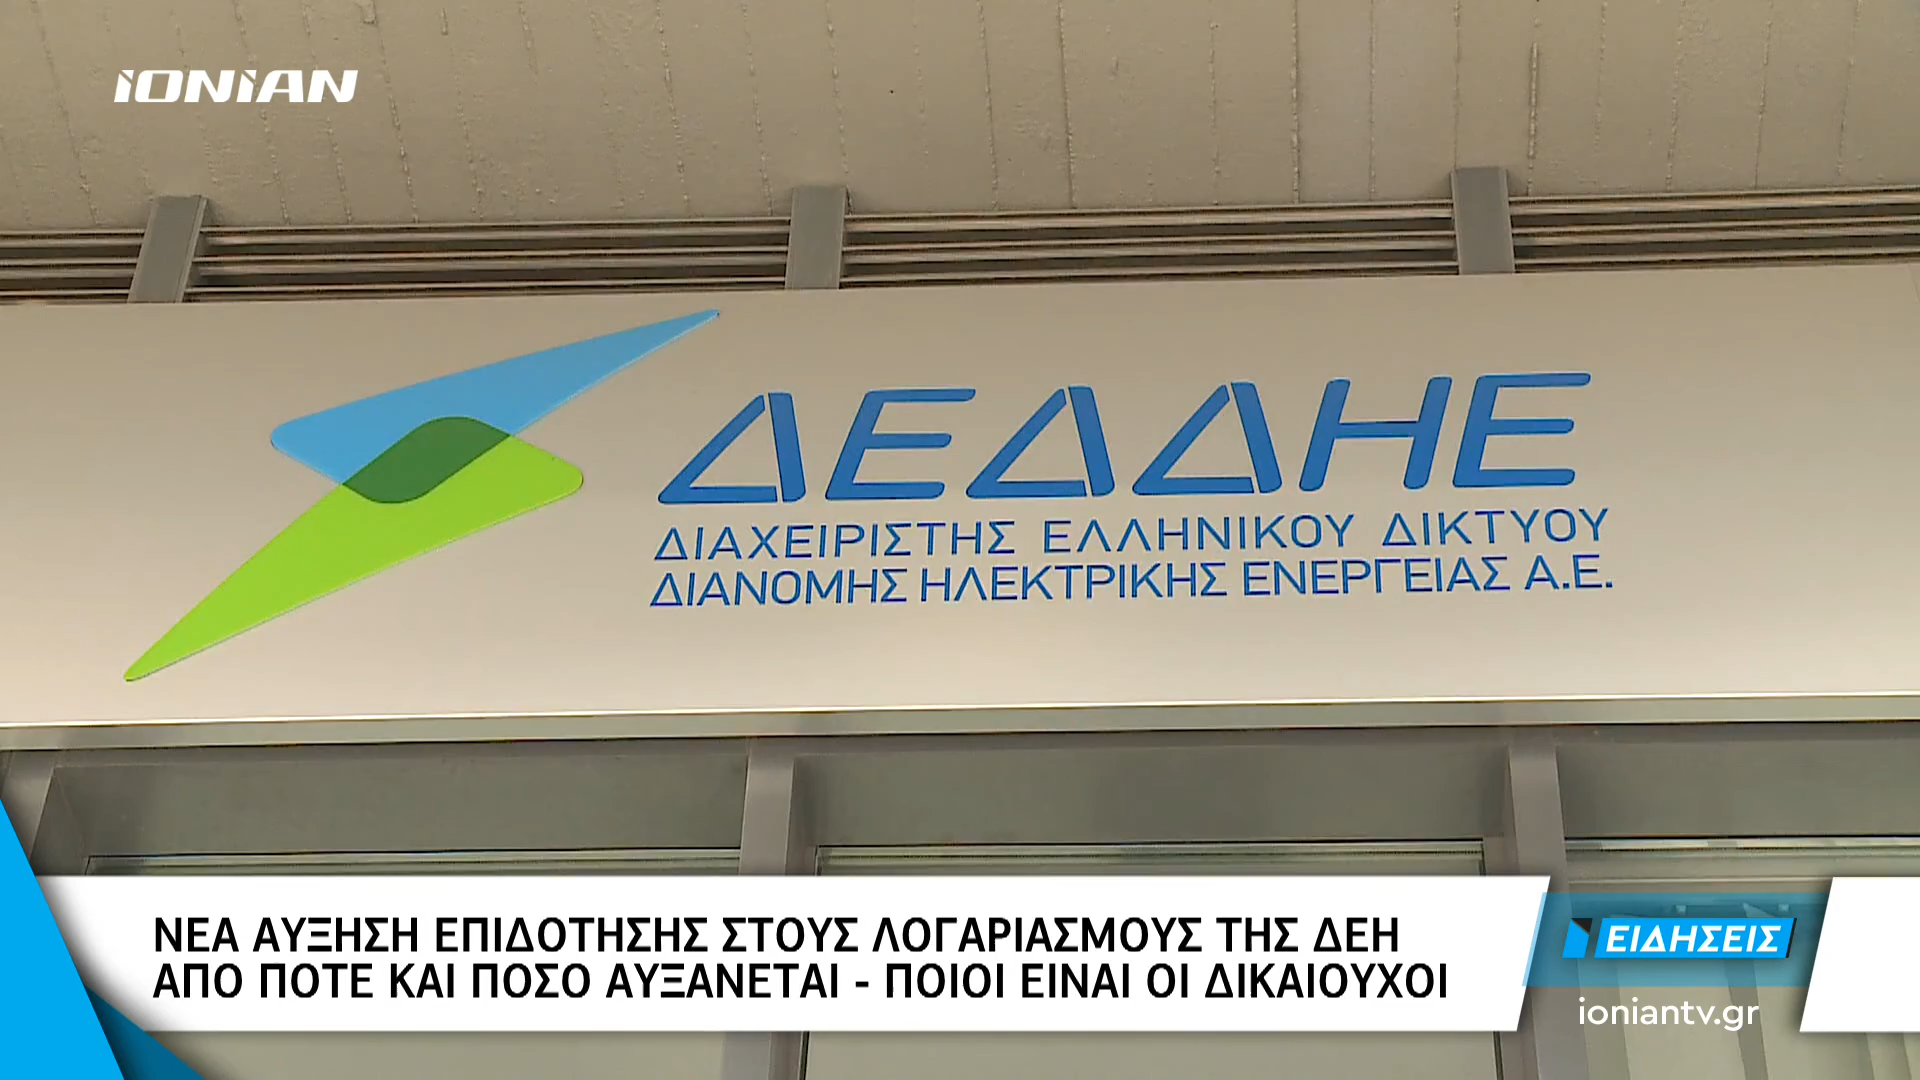 IONIAN
ΔΕΔΔΗΕ
ΔΙΑΧΕΙΡΙΣΤΗΣ ΕΛΛΗΝΙΚΟΥ ΔΙΚΤΥΟΥ
ΔΙΑΝΟΜΗΣ ΗΛΕΚΤΡΙΚΗΣ ΕΝΕΡΓΕΙΑΣ Α.Ε.
ΝΕΑ ΑΥΞΗΣΗ ΕΠΙΔΟΤΗΣΗΣ ΣΤΟΥΣ ΛΟΓΑΡΙΑΣΜΟΥΣ ΤΗΣ ΔΕΗ
ΑΠΟ ΠΟΤΕ ΚΑΙ ΠΟΣΟ ΑΥΞΑΝΕΤΑΙ - ΠΟΙΟΙ ΕΙΝΑΙ ΟΙ ΔΙΚΑΙΟΥΧΟΙ
ΕΙΔΗΣΕΙΣ
ioniantv.gr